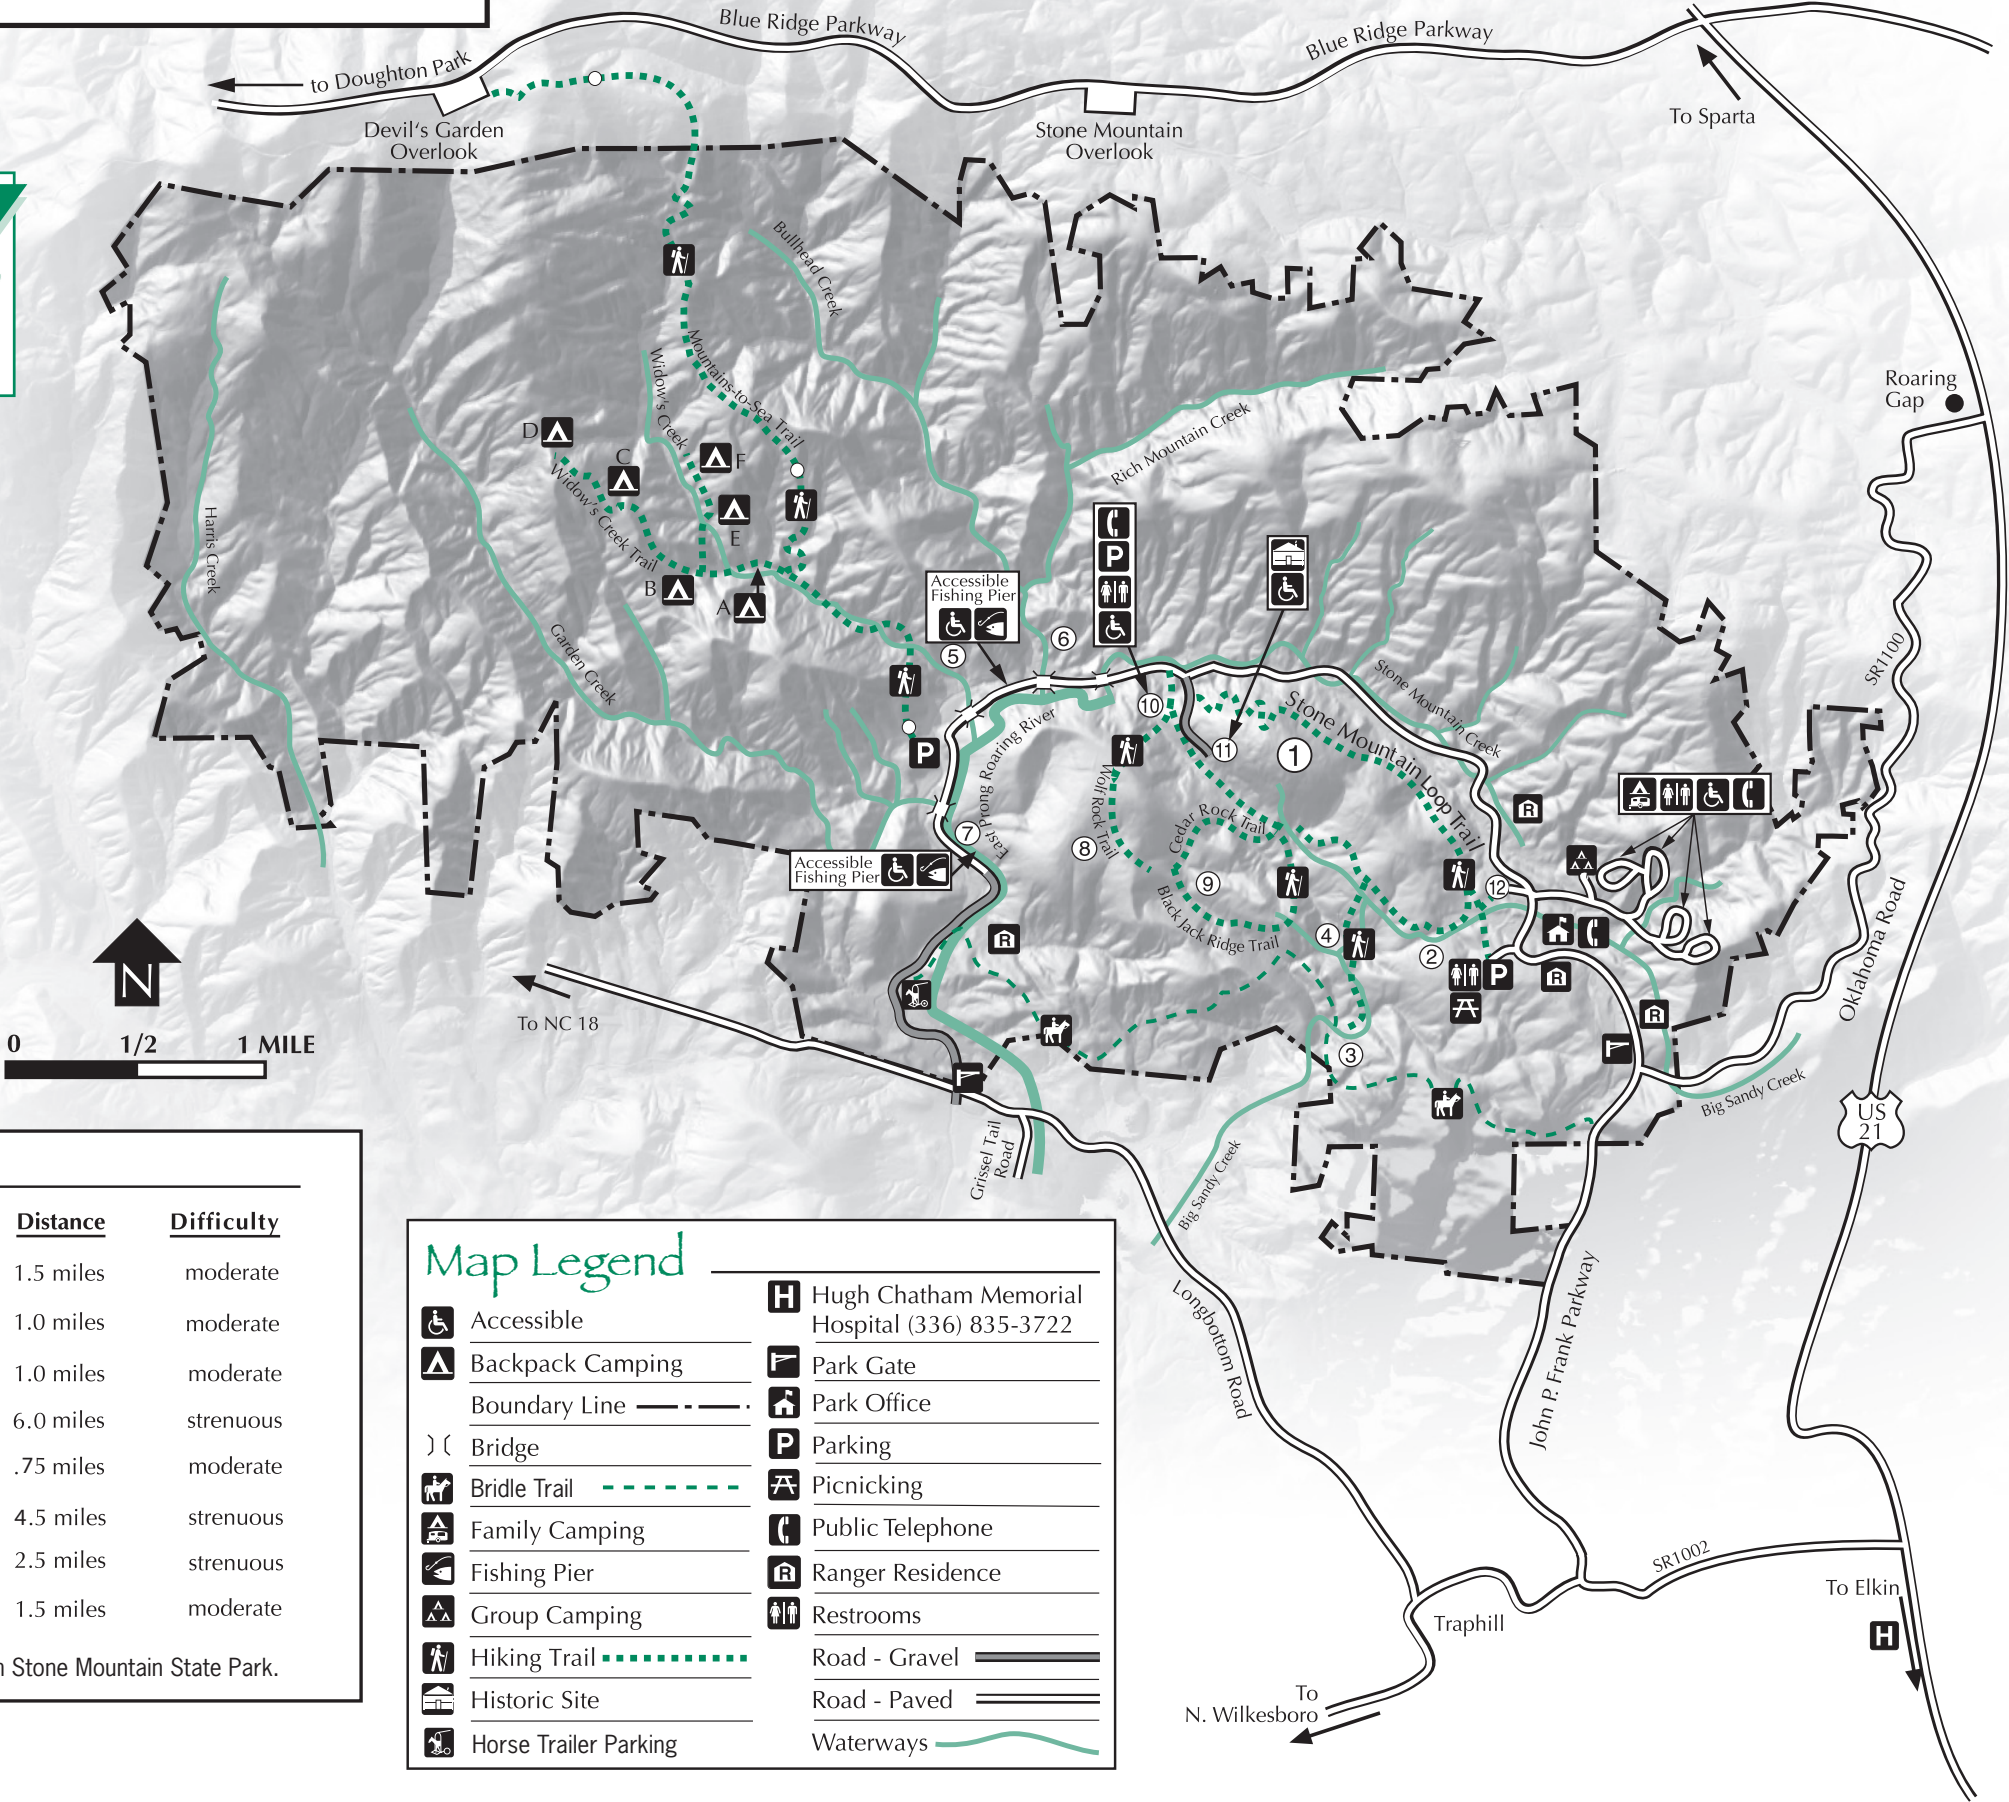 Blue Ridge Parkway
Blue Ridge Parkway
to Doughton Park
Devil's Garden
Overlook
Stone Mountain
Overlook
To Sparta
Bullhead Creek
Mountains-to-Sea Trail
Widow's Creek
Rich Mountain Creek
Roaring
Gap
D
C
F
E
B
A
Widow's Creek Trail
Harris Creek
Garden Creek
Accessible
Fishing Pier
P
5
6
10
11
1
Stone Mountain Loop Trail
Stone Mountain Creek
SR1100
P
East Prong Roaring River
7
Wolf Rock Trail
8
Cedar Rock Trail
9
Black Jack Ridge Trail
Accessible
Fishing Pier
R
R
12
4
2
P
R
R
3
Oklahoma Road
N
To NC 18
0 1/2 1 MILE
Big Sandy Creek
US
21
Grissel Tail
Road
Big Sandy Creek
Longbottom Road
John P. Frank Parkway
SR1002
Traphill
To Elkin
H
To
N. Wilkesboro
Distance Difficulty
1.5 miles moderate
1.0 miles moderate
1.0 miles moderate
6.0 miles strenuous
.75 miles moderate
4.5 miles strenuous
2.5 miles strenuous
1.5 miles moderate
n Stone Mountain State Park.
Map Legend
Accessible
Backpack Camping
Boundary Line
Bridge
Bridle Trail
Family Camping
Fishing Pier
Group Camping
Hiking Trail
Historic Site
Horse Trailer Parking
H Hugh Chatham Memorial
Hospital (336) 835-3722
Park Gate
Park Office
P Parking
Picnicking
Public Telephone
R Ranger Residence
Restrooms
Road - Gravel
Road - Paved
Waterways